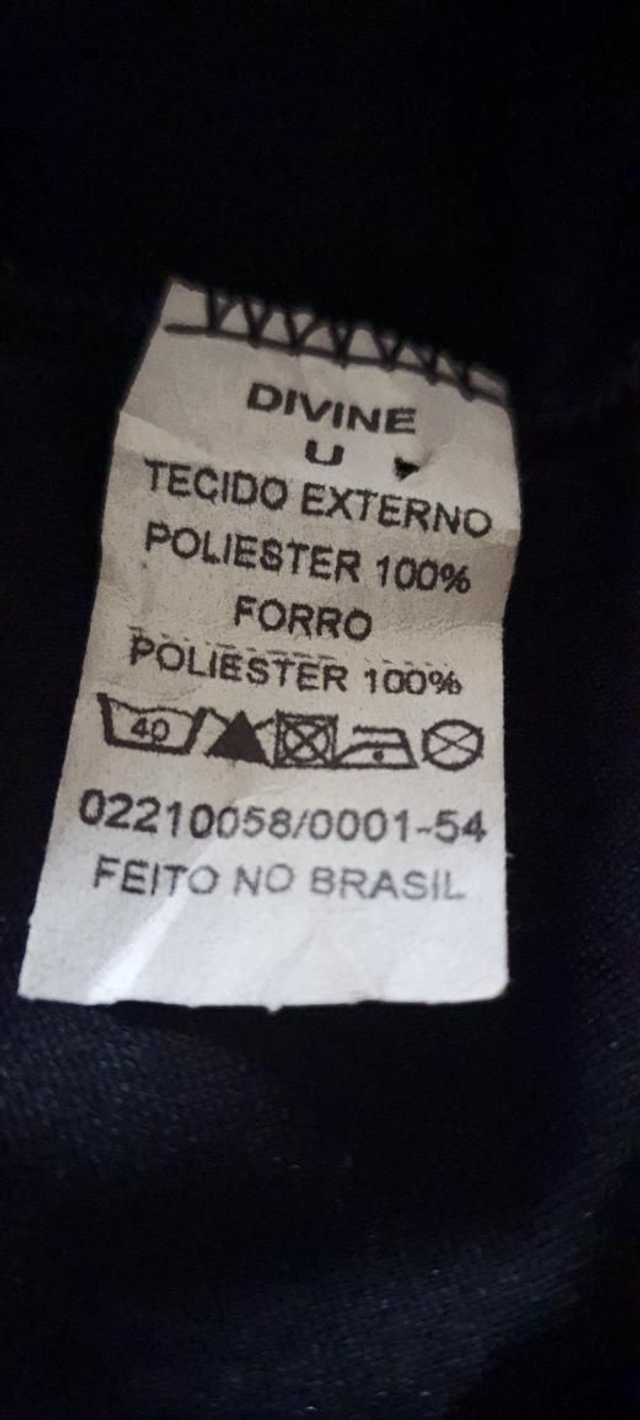 DIVINE
U
TECIDO EXTERNO
POLIESTER 100%
FORRO
POLIESTER 100%
40
02210058/0001-54
FEITO NO BRASIL